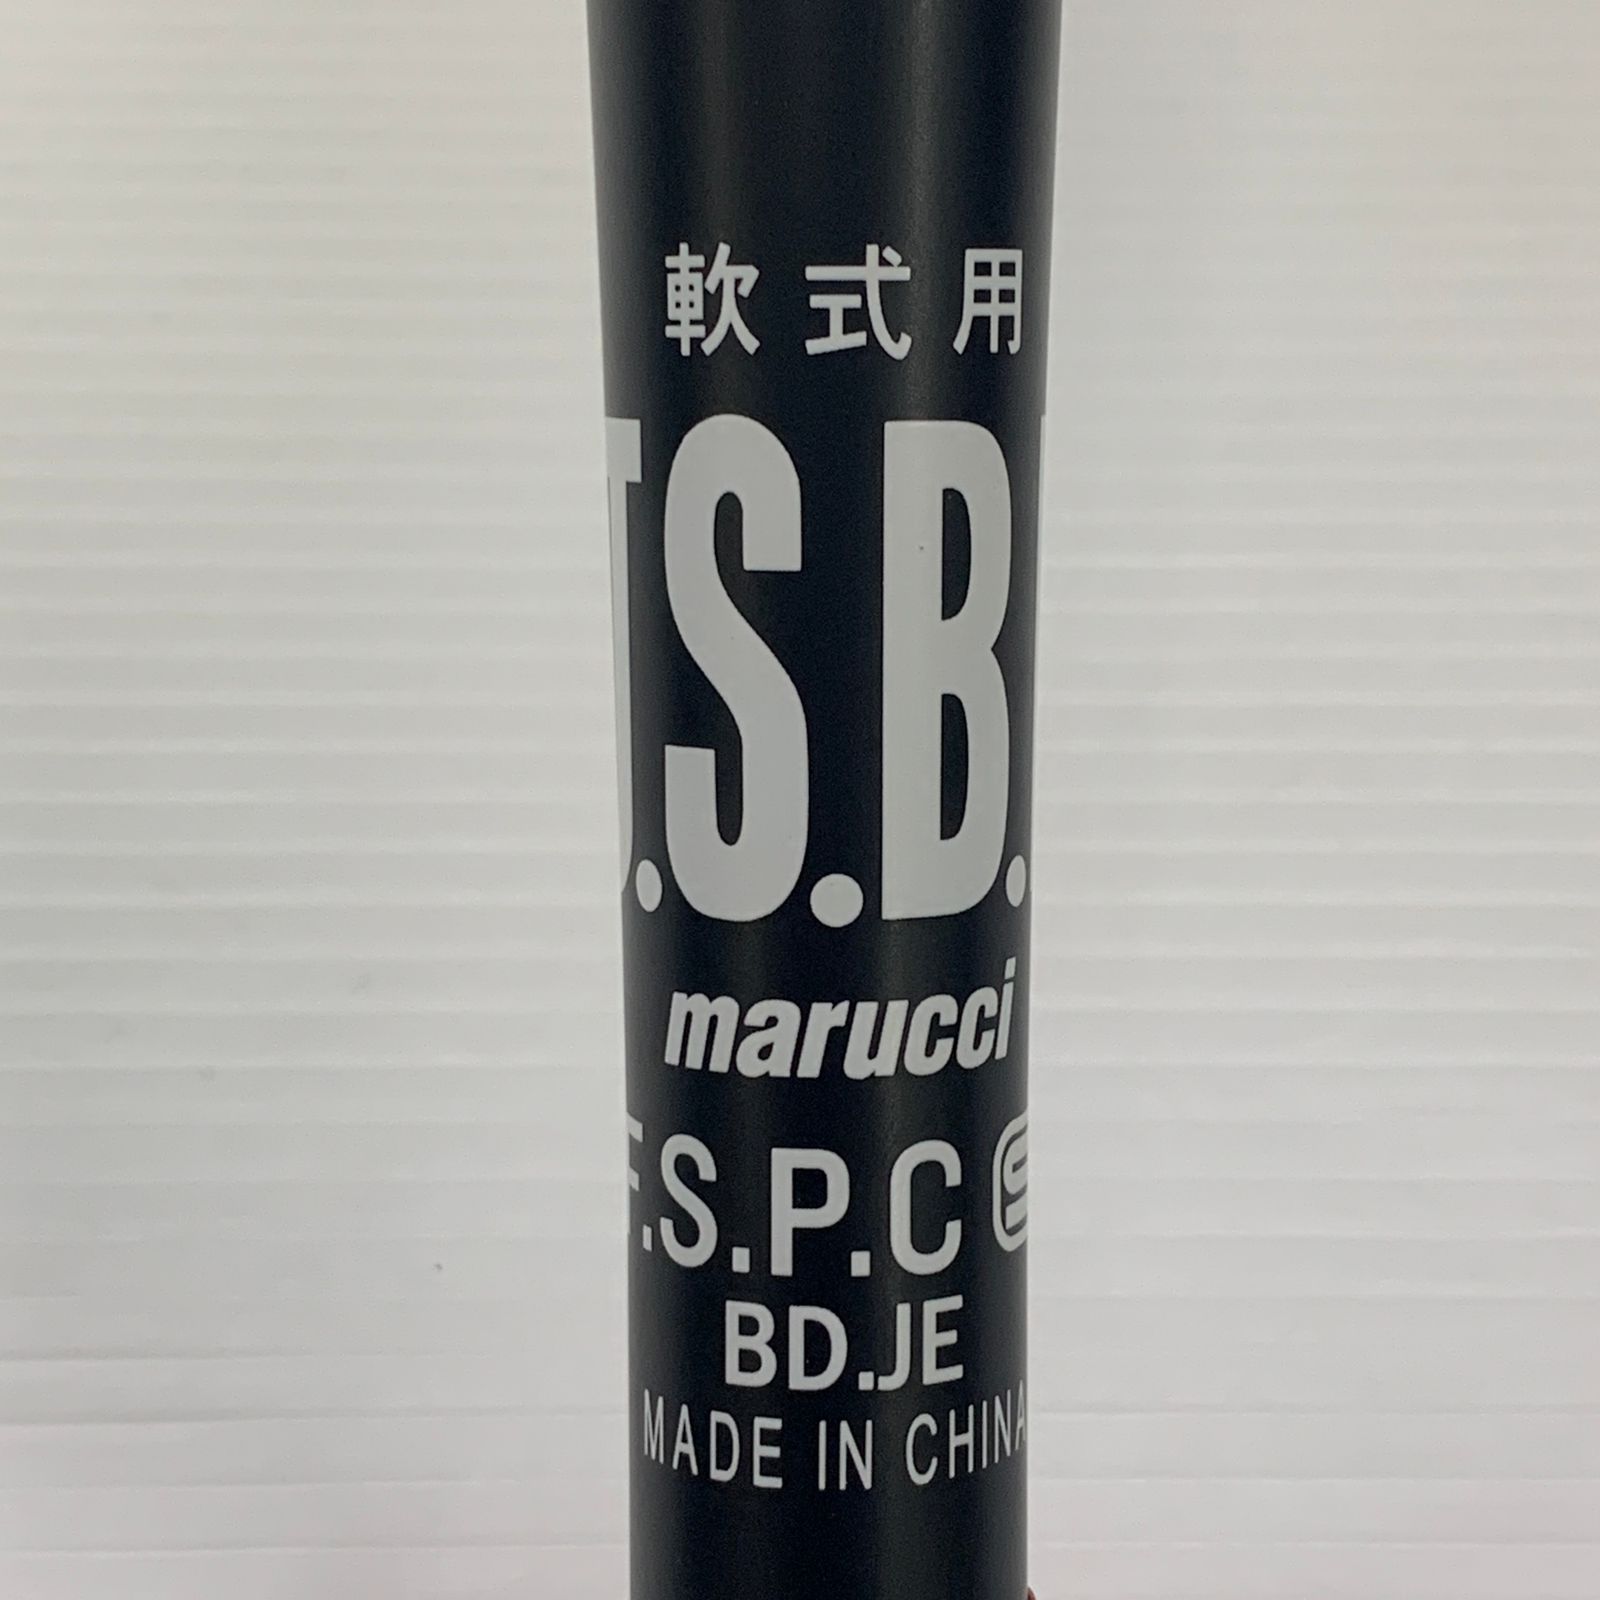 軟式用
J.S.B.B
marucci
F.S.P.C S
BD.JE
MADE IN CHINA